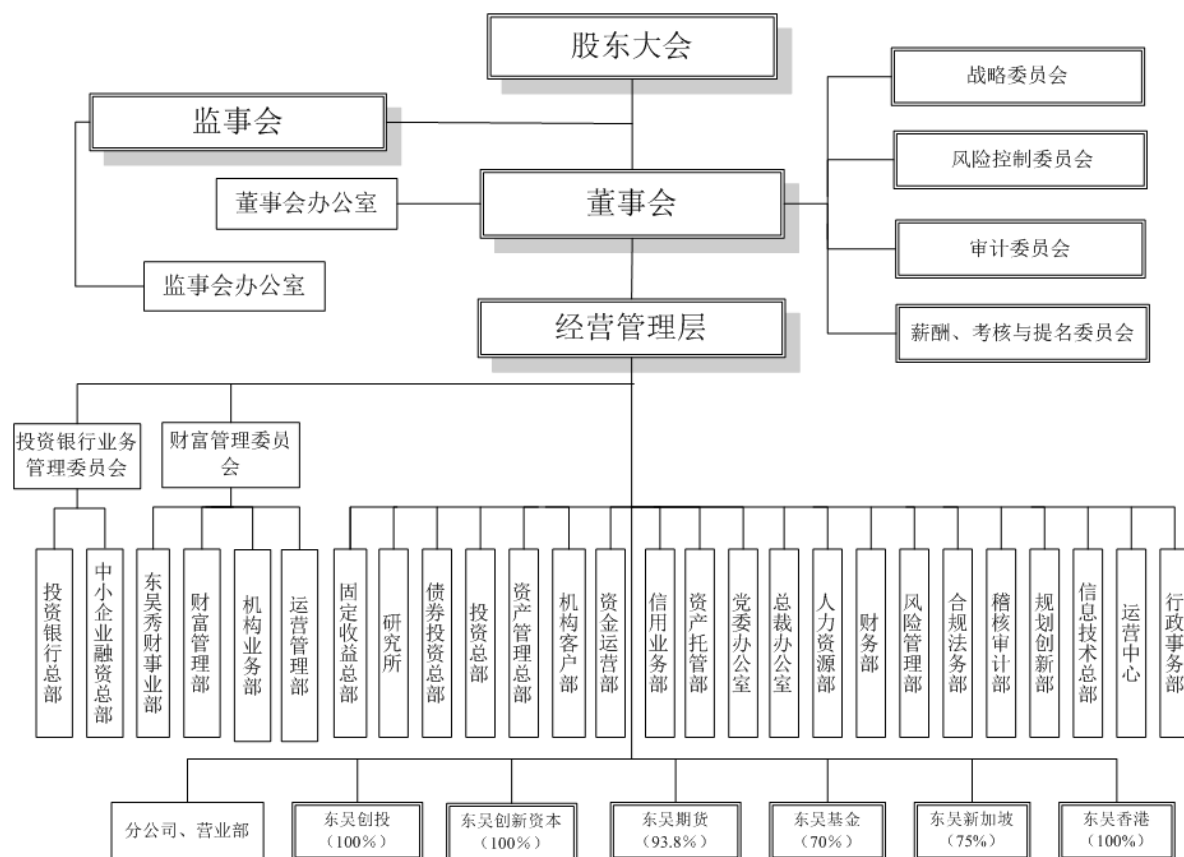 股东大会
战略委员会
监事会
风险控制委员会
董事会办公室
董事会
审计委员会
监事会办公室
经营管理层
薪酬、考核与提名委员会
投资银行业务
管理委员会
财富管理委员
会
投资银行总部
中小企业融资总部
东吴秀财事业部
财富管理部
机构业务部
运营管理部
固定收益总部
研究所
债券投资总部
投资总部
资产管理总部
机构客户部
资金运营部
信用业务部
资产托管部
党委办公室
总裁办公室
人力资源部
财务部
风险管理部
合规法务部
稽核审计部
规划创新部
信息技术总部
运营中心
行政事务部
分公司、营业部
东吴创投
（100%）
东吴创新资本
（100%）
东吴期货
（93.8%）
东吴基金
（70%）
东吴新加坡
（75%）
东吴香港
（100%）